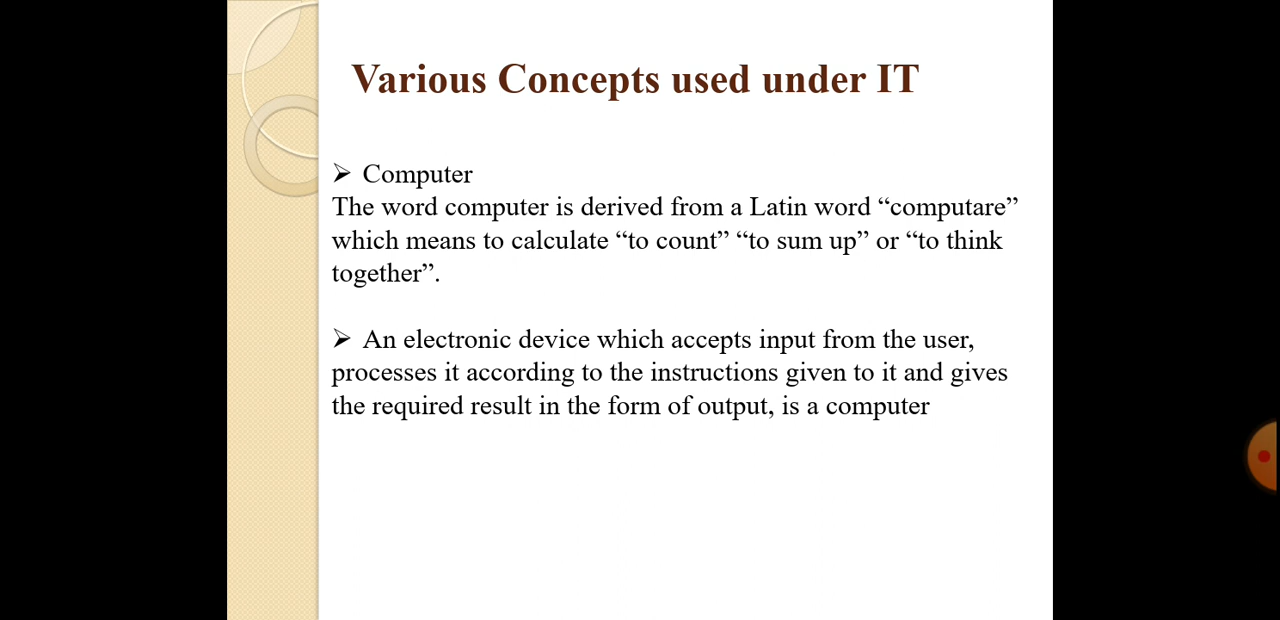 Various Concepts used under IT
➢ Computer
The word computer is derived from a Latin word “computare”
which means to calculate “to count” “to sum up” or “to think
together”.
➢ An electronic device which accepts input from the user,
processes it according to the instructions given to it and gives
the required result in the form of output, is a computer